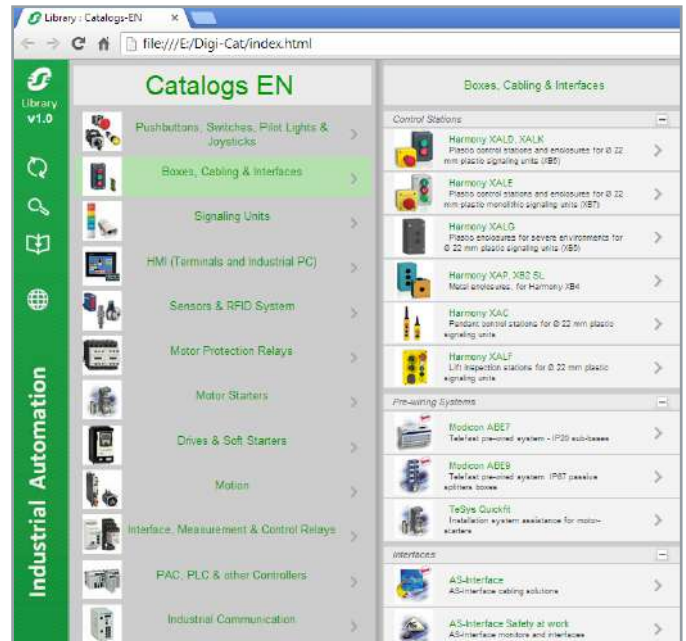 Library : Catalogs-EN
file:///E:/Digi-Cat/index.html
Library
v1.0
Industrial Automation
Catalogs EN
Pushbuttons, Switches, Pilot Lights &
Joysticks
Boxes, Cabling & Interfaces
Signaling Units
HMI (Terminals and Industrial PC)
Sensors & RFID System
Motor Protection Relays
Motor Starters
Drives & Soft Starters
Motion
Interface, Measurement & Control Relays
PAC, PLC & other Controllers
Industrial Communication
Boxes, Cabling & Interfaces
Control Stations
Harmony XALD, XALK
Plastic control stations and enclosures for Ø 22
mm plastic signaling units (XB5)
Harmony XALE
Plastic control stations and enclosures for Ø 22
mm plastic monolithic signaling units (XB7)
Harmony XALG
Plastic enclosures for severe environments for
Ø 22 mm plastic signaling units (XB5)
Harmony XAP, XB2 SL
Metal enclosures, for Harmony XB4
Harmony XAC
Pendant control stations for Ø 22 mm plastic
signaling units
Harmony XALF
Lift inspection stations for Ø 22 mm plastic
signaling units
Pre-wiring Systems
Modicon ABE7
Telefast pre-wired system - IP20 sub-bases
Modicon ABE9
Telefast pre-wired system IP67 passive
splitters boxes
TeSys Quickfit
Installation system assistance for motor-
starters
Interfaces
AS-Interface
AS-Interface cabling solutions
AS-Interface Safety at work
AS-Interface monitors and interfaces